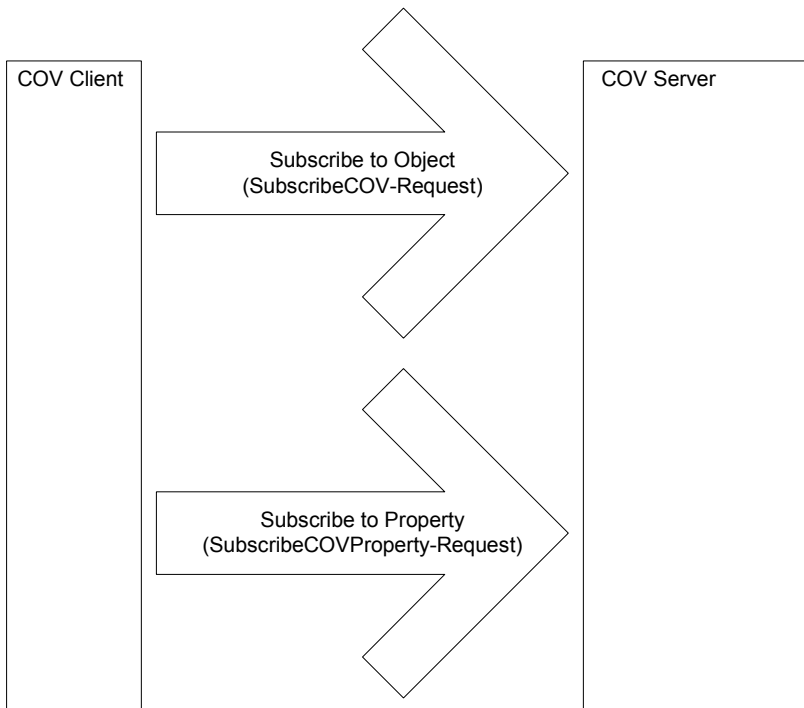 COV Client
COV Server
Subscribe to Object
(SubscribeCOV-Request)
Subscribe to Property
(SubscribeCOVProperty-Request)